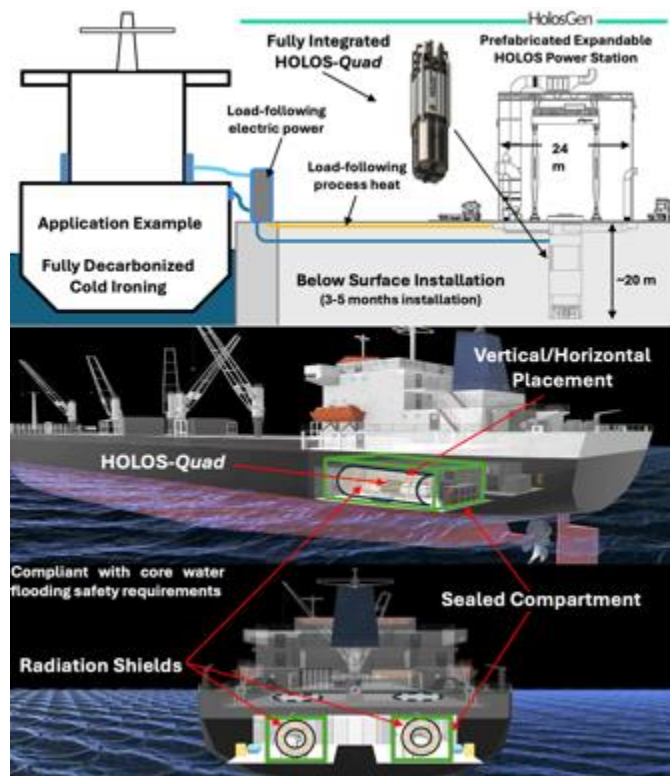 HolosGen
Fully Integrated
HOLOS-Quad
Prefabricated Expandable
HOLOS Power Station
Load-following
electric power
24
m
Load-following
process heat
Application Example
Fully Decarbonized
Cold Ironing
Below Surface Installation
(3-5 months installation)
~20 m
Vertical/Horizontal
Placement
HOLOS-Quad
Compliant with core water
flooding safety requirements
Sealed Compartment
Radiation Shields